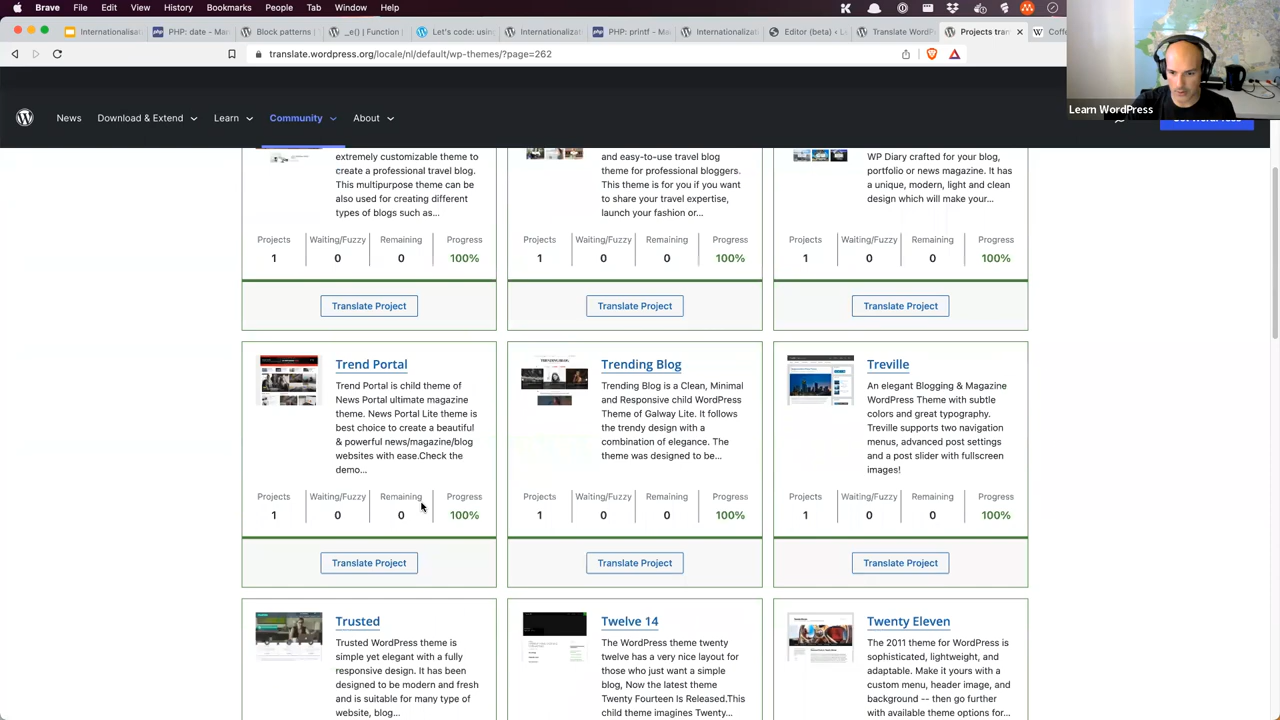 Brave File Edit View History Bookmarks People Tab Window Help
Internationalis
PHP: date - Mar
Block patterns
_e() | Function
Let's code: usin
Internationaliza
PHP: printf - Ma
Internationaliza
Editor (beta) ‹ L
Translate WordP
Projects tran
Coff
translate.wordpress.org/locale/nl/default/wp-themes/?page=262
Learn WordPress
News Download & Extend Learn Community About
extremely customizable theme to
create a professional travel blog.
This multipurpose theme can be
also used for creating different
types of blogs such as...
Projects Waiting/Fuzzy Remaining Progress
1 0 0 100%
Translate Project
and easy-to-use travel blog
theme for professional bloggers.
This theme is for you if you want
to share your travel expertise,
launch your fashion or...
Projects Waiting/Fuzzy Remaining Progress
1 0 0 100%
Translate Project
WP Diary crafted for your blog,
portfolio or news magazine. It has
a unique, modern, light and clean
design which will make your...
Projects Waiting/Fuzzy Remaining Progress
1 0 0 100%
Translate Project
Trend Portal
Trend Portal is child theme of
News Portal ultimate magazine
theme. News Portal Lite theme is
best choice to create a beautiful
& powerful news/magazine/blog
websites with ease.Check the
demo...
Projects Waiting/Fuzzy Remaining Progress
1 0 0 100%
Translate Project
Trending Blog
Trending Blog is a Clean, Minimal
and Responsive child WordPress
Theme of Galway Lite. It follows
the trendy design with a
combination of elegance. The
theme was designed to be...
Projects Waiting/Fuzzy Remaining Progress
1 0 0 100%
Translate Project
Treville
An elegant Blogging & Magazine
WordPress Theme with subtle
colors and great typography.
Treville supports two navigation
menus, advanced post settings
and a post slider with fullscreen
images!
Projects Waiting/Fuzzy Remaining Progress
1 0 0 100%
Translate Project
Trusted
Trusted WordPress theme is
simple yet elegant with a fully
responsive design. It has been
designed to be modern and fresh
and is suitable for many type of
website, blog...
Twelve 14
The WordPress theme twenty
twelve has a very nice layout for
those who just want a simple
blog, Now the latest theme
Twenty Fourteen Is Released.This
child theme imagines Twenty...
Twenty Eleven
The 2011 theme for WordPress is
sophisticated, lightweight, and
adaptable. Make it yours with a
custom menu, header image, and
background -- then go further
with available theme options for...